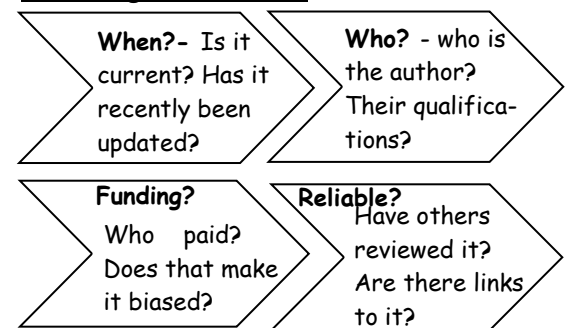 When?- Is it
current? Has it
recently been
updated?
Who? - who is
the author?
Their qualifica-
tions?
Funding?
Who paid?
Does that make
it biased?
Reliable?
Have others
reviewed it?
Are there links
to it?